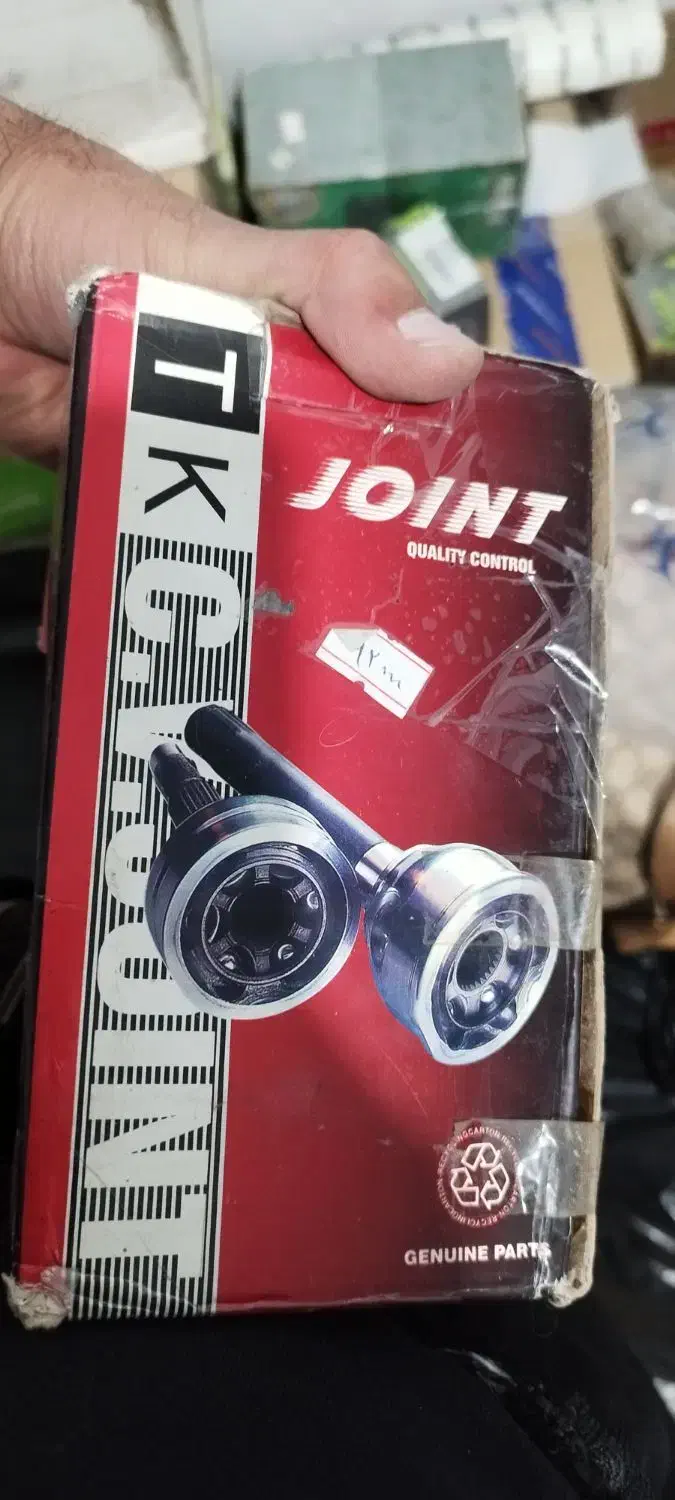 TK C.V.JOINT
JOINT
QUALITY CONTROL
GENUINE PARTS